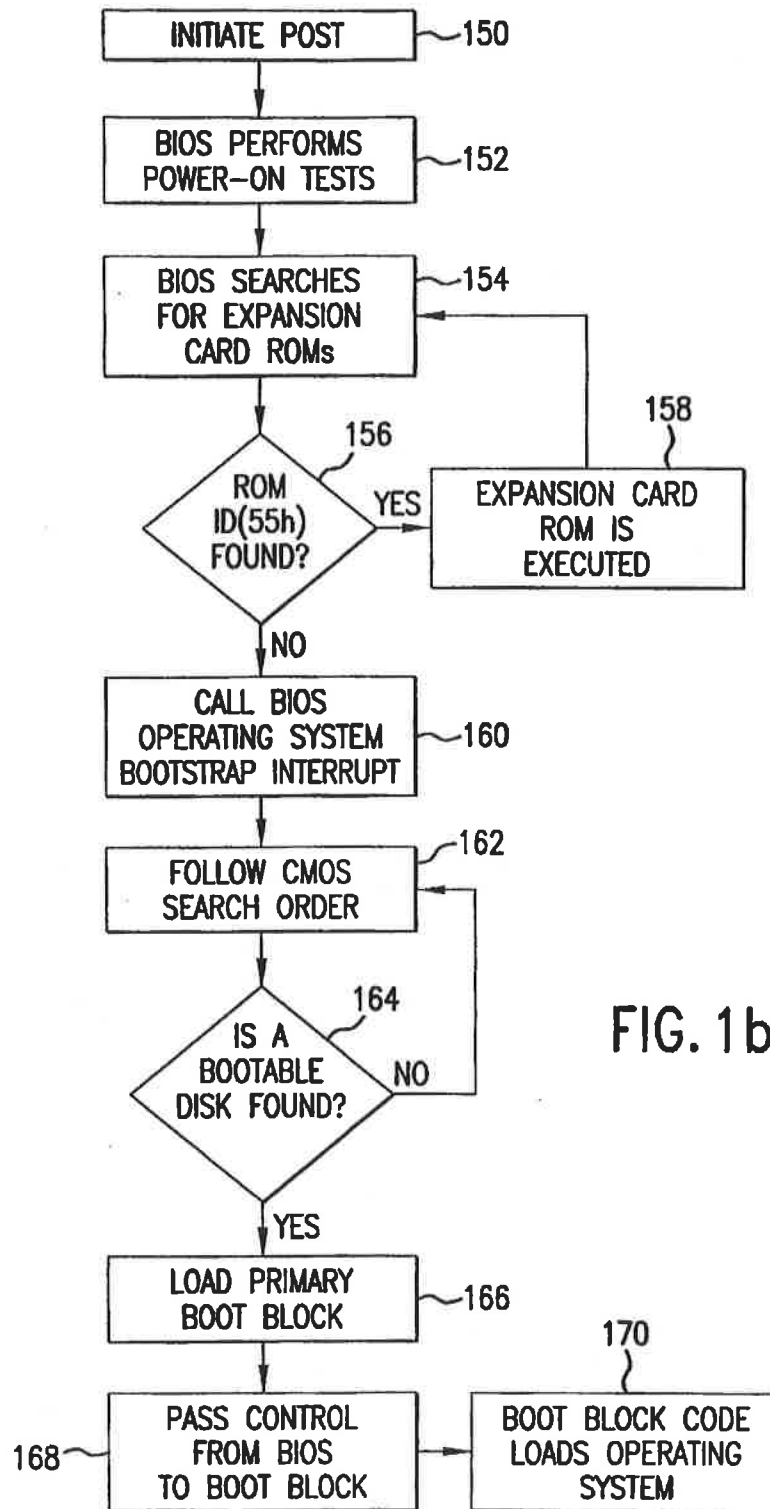 INITIATE POST
150
BIOS PERFORMS
POWER-ON TESTS
152
BIOS SEARCHES
FOR EXPANSION
CARD ROMs
154
156
ROM
ID(55h)
FOUND?
YES
158
EXPANSION CARD
ROM IS
EXECUTED
NO
CALL BIOS
OPERATING SYSTEM
BOOTSTRAP INTERRUPT
160
162
FOLLOW CMOS
SEARCH ORDER
164
IS A
BOOTABLE
DISK FOUND?
NO
FIG. 1b
YES
LOAD PRIMARY
BOOT BLOCK
166
168
PASS CONTROL
FROM BIOS
TO BOOT BLOCK
170
BOOT BLOCK CODE
LOADS OPERATING
SYSTEM